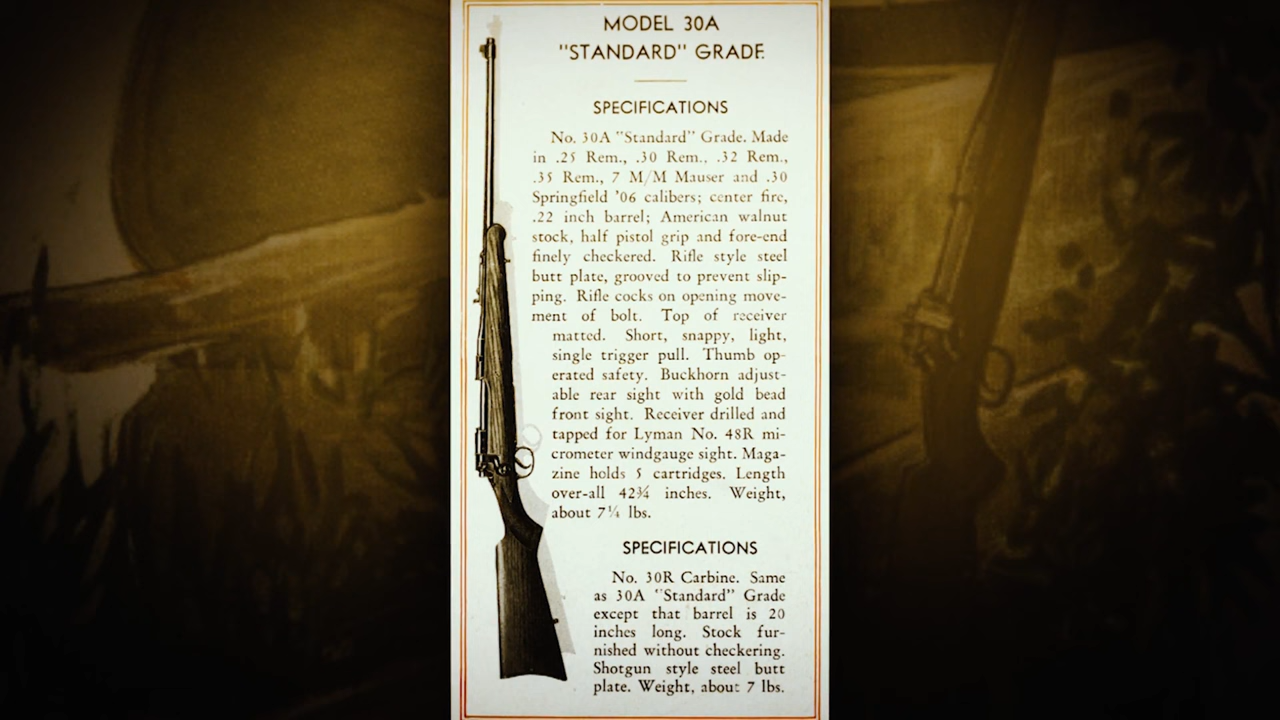 MODEL 30A
"STANDARD" GRADE
SPECIFICATIONS
No. 30A "Standard" Grade. Made
in .25 Rem., .30 Rem., .32 Rem.,
.35 Rem., 7 M/M Mauser and .30
Springfield '06 calibers; center fire,
.22 inch barrel; American walnut
stock, half pistol grip and fore-end
finely checkered. Rifle style steel
butt plate, grooved to prevent slip-
ping. Rifle cocks on opening move-
ment of bolt. Top of receiver
matted. Short, snappy, light,
single trigger pull. Thumb op-
erated safety. Buckhorn adjust-
able rear sight with gold bead
front sight. Receiver drilled and
tapped for Lyman No. 48R mi-
crometer windgauge sight. Maga-
zine holds 5 cartridges. Length
over-all 42¾ inches. Weight,
about 7¼ lbs.
SPECIFICATIONS
No. 30R Carbine. Same
as 30A "Standard" Grade
except that barrel is 20
inches long. Stock fur-
nished without checkering.
Shotgun style steel butt
plate. Weight, about 7 lbs.